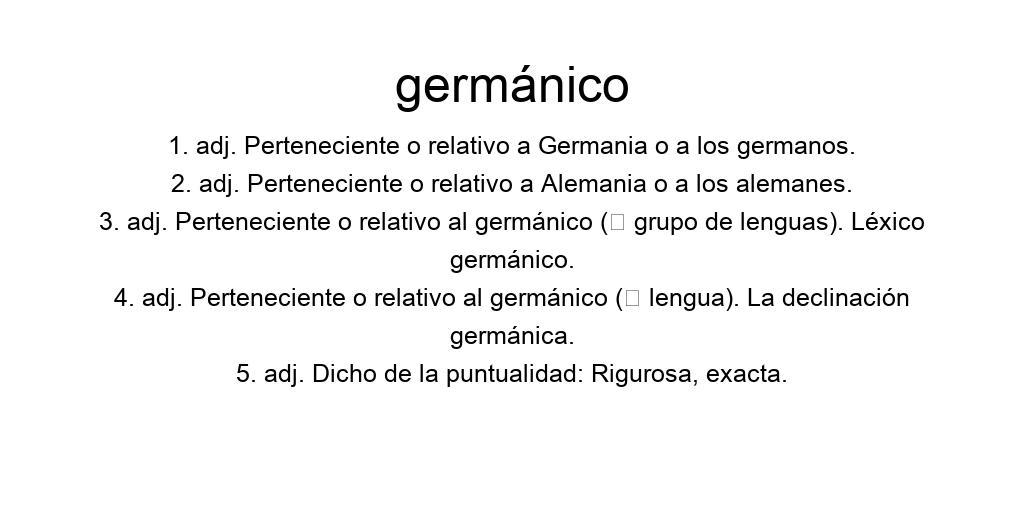 germánico
1. adj. Perteneciente o relativo a Germania o a los germanos.
2. adj. Perteneciente o relativo a Alemania o a los alemanes.
3. adj. Perteneciente o relativo al germánico (▯ grupo de lenguas). Léxico
germánico.
4. adj. Perteneciente o relativo al germánico (▯ lengua). La declinación
germánica.
5. adj. Dicho de la puntualidad: Rigurosa, exacta.